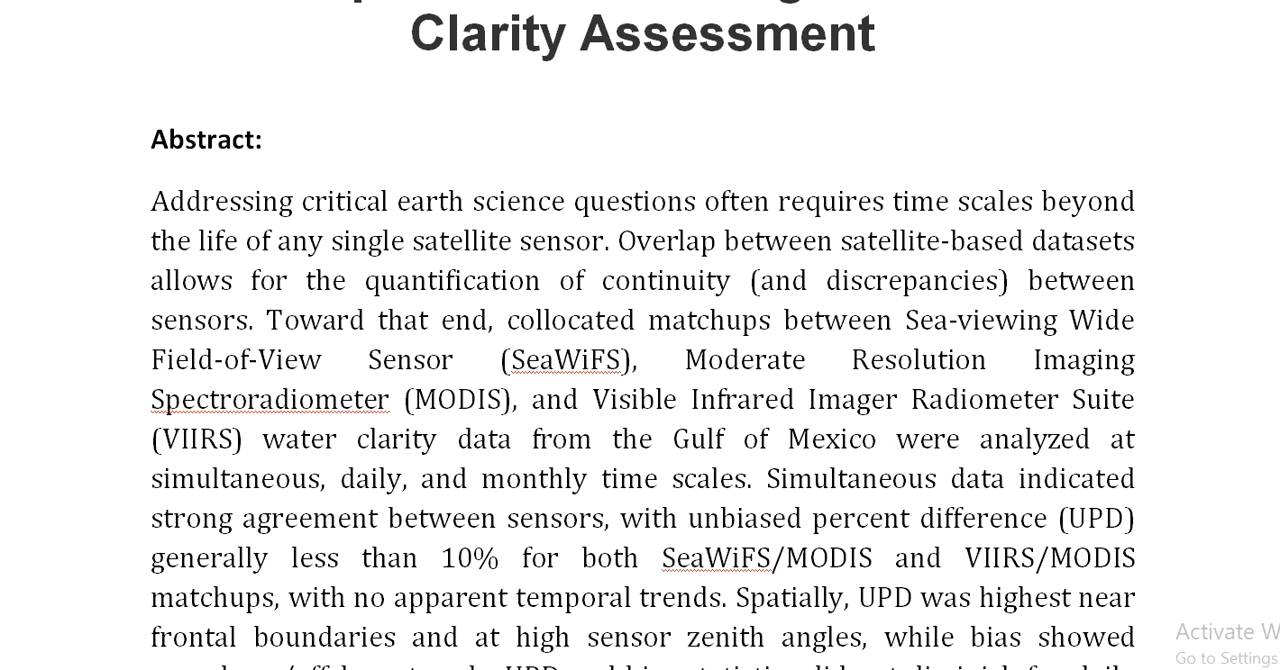 Clarity Assessment
Abstract:
Addressing critical earth science questions often requires time scales beyond
the life of any single satellite sensor. Overlap between satellite-based datasets
allows for the quantification of continuity (and discrepancies) between
sensors. Toward that end, collocated matchups between Sea-viewing Wide
Field-of-View Sensor (SeaWiFS), Moderate Resolution Imaging
Spectroradiometer (MODIS), and Visible Infrared Imager Radiometer Suite
(VIIRS) water clarity data from the Gulf of Mexico were analyzed at
simultaneous, daily, and monthly time scales. Simultaneous data indicated
strong agreement between sensors, with unbiased percent difference (UPD)
generally less than 10% for both SeaWiFS/MODIS and VIIRS/MODIS
matchups, with no apparent temporal trends. Spatially, UPD was highest near
frontal boundaries and at high sensor zenith angles, while bias showed
Activate W
Go to Settings